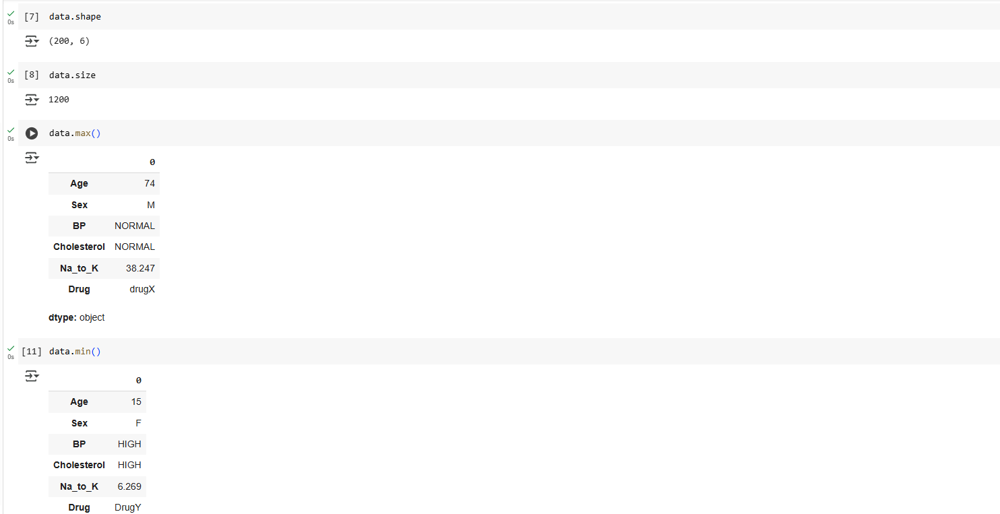 [7] data.shape
0s
(200, 6)
[8] data.size
0s
1200
data.max()
0s
0
Age 74
Sex M
BP NORMAL
Cholesterol NORMAL
Na_to_K 38.247
Drug drugX
dtype: object
[11] data.min()
0s
0
Age 15
Sex F
BP HIGH
Cholesterol HIGH
Na_to_K 6.269
Drug DrugY